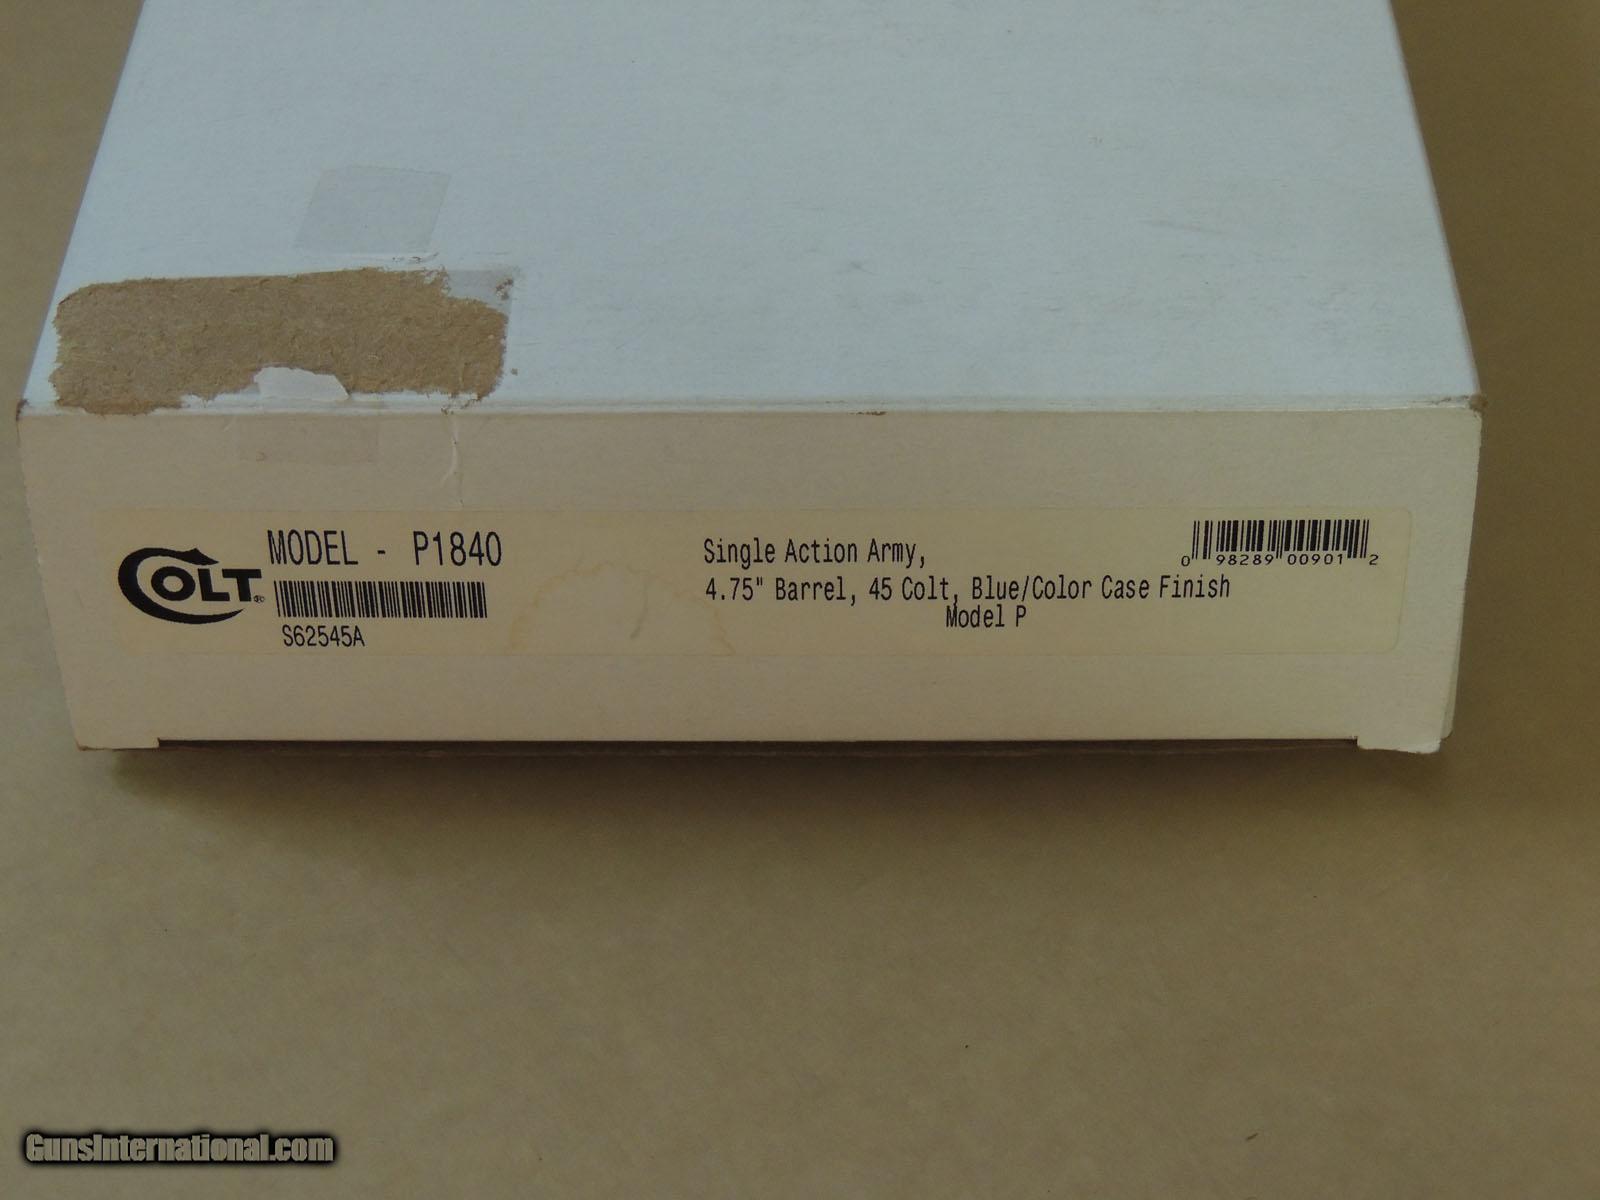 COLT®
MODEL - P1840
S62545A
Single Action Army,
4.75" Barrel, 45 Colt, Blue/Color Case Finish
Model P
0 98289 00901 2
GunsInternational.com